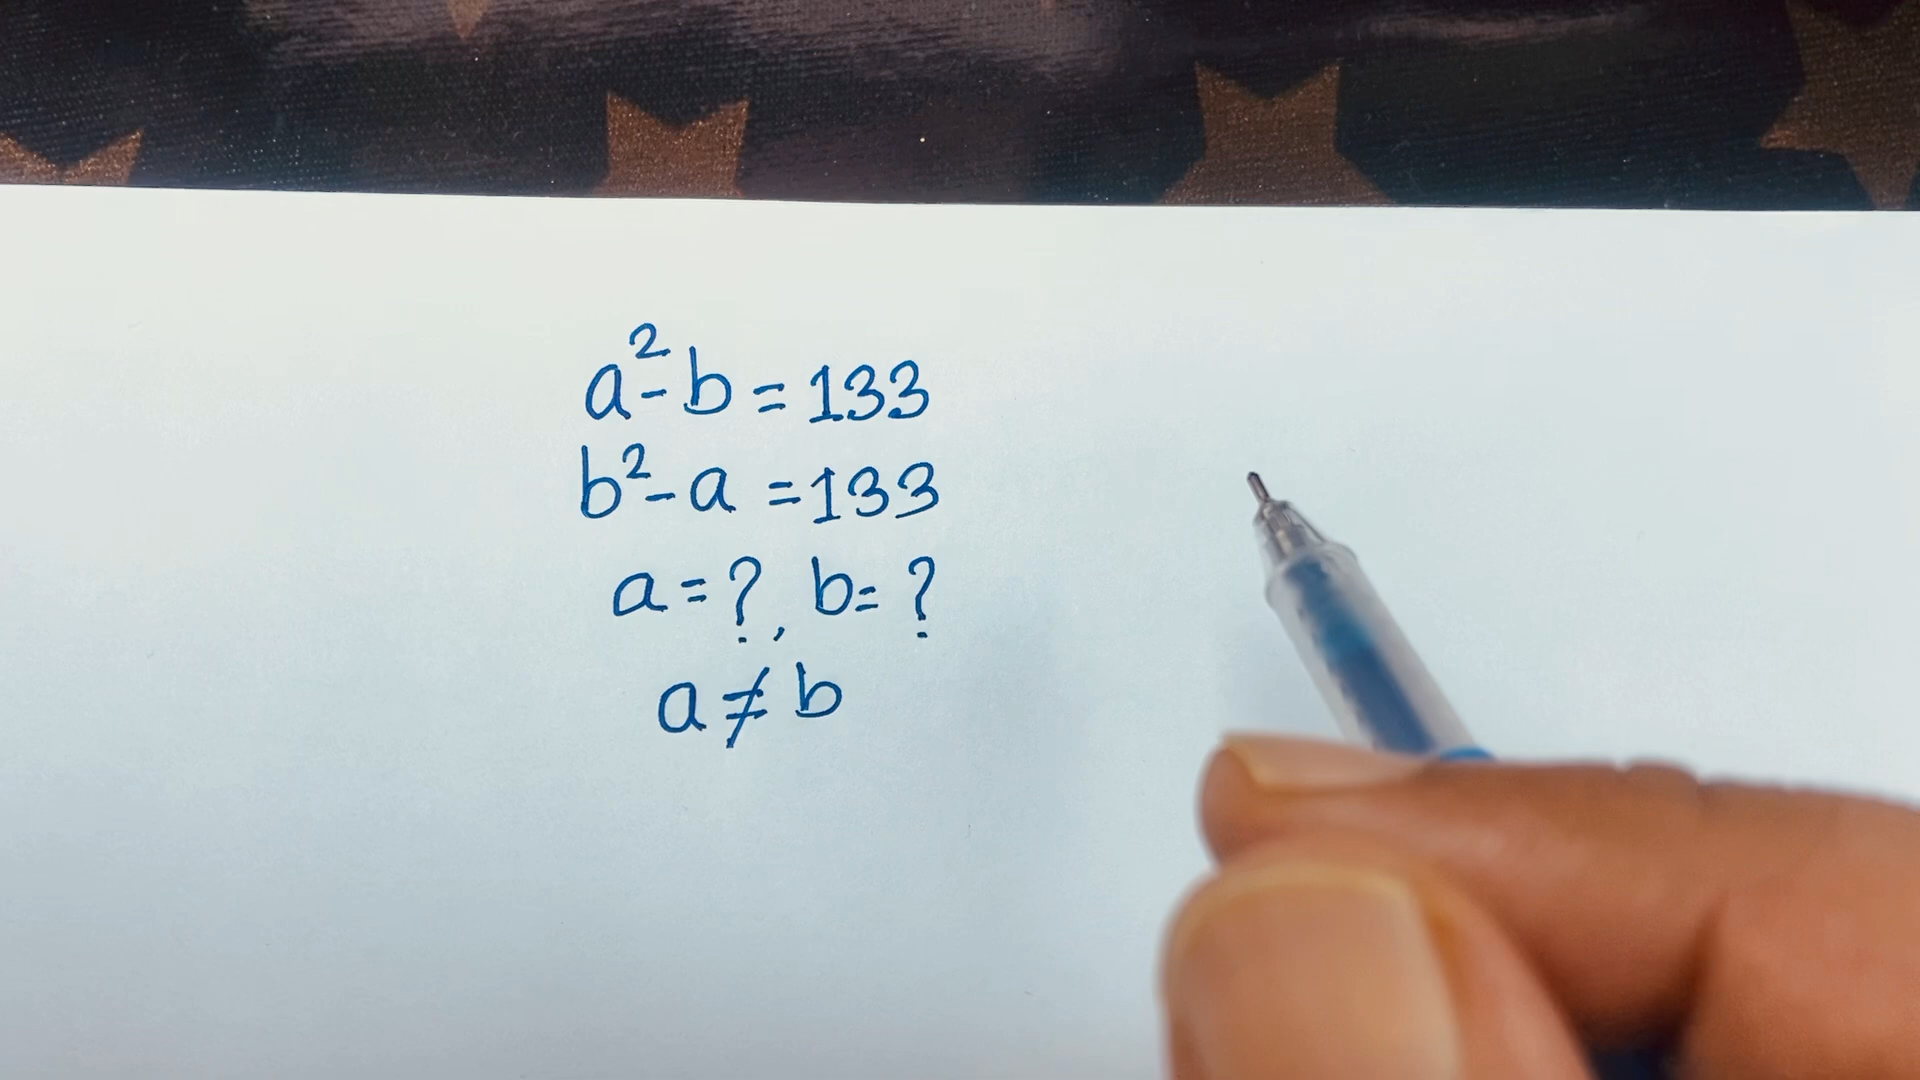 a²-b=133
b²-a=133
a=?, b=?
a≠b